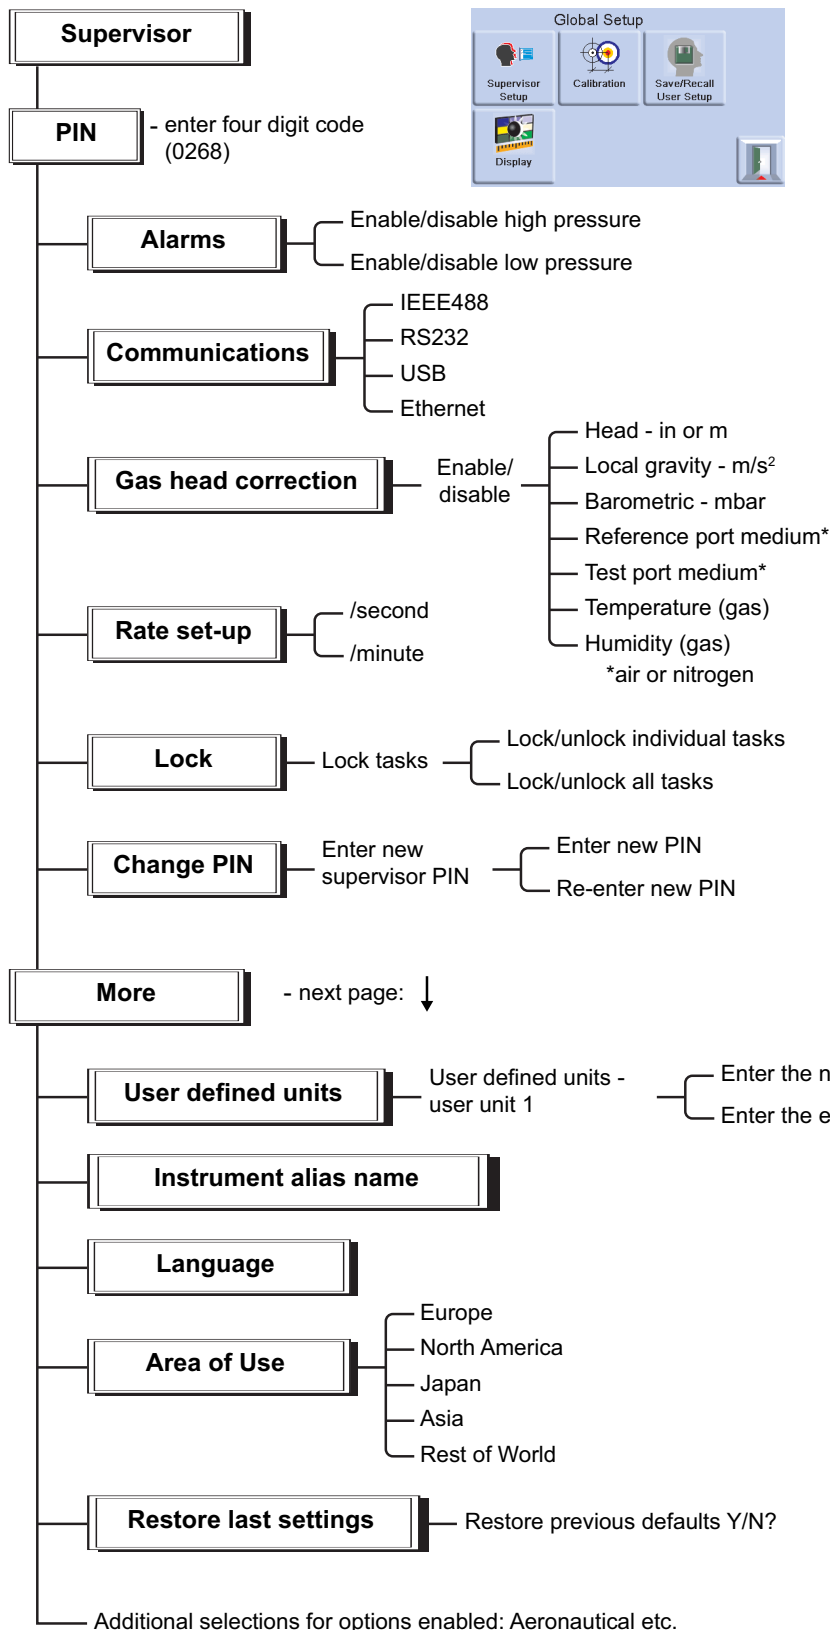 Supervisor
Global Setup
Supervisor
Setup
Calibration
Save/Recall
User Setup
Display
PIN
- enter four digit code
(0268)
Alarms
Enable/disable high pressure
Enable/disable low pressure
Communications
IEEE488
RS232
USB
Ethernet
Gas head correction
Enable/
disable
Head - in or m
Local gravity - m/s²
Barometric - mbar
Reference port medium*
Test port medium*
Temperature (gas)
Humidity (gas)
*air or nitrogen
Rate set-up
/second
/minute
Lock
Lock tasks
Lock/unlock individual tasks
Lock/unlock all tasks
Change PIN
Enter new
supervisor PIN
Enter new PIN
Re-enter new PIN
More
- next page:
User defined units
User defined units -
user unit 1
Enter the
Enter the
Instrument alias name
Language
Area of Use
Europe
North America
Japan
Asia
Rest of World
Restore last settings
Restore previous defaults Y/N?
Additional selections for options enabled: Aeronautical etc.